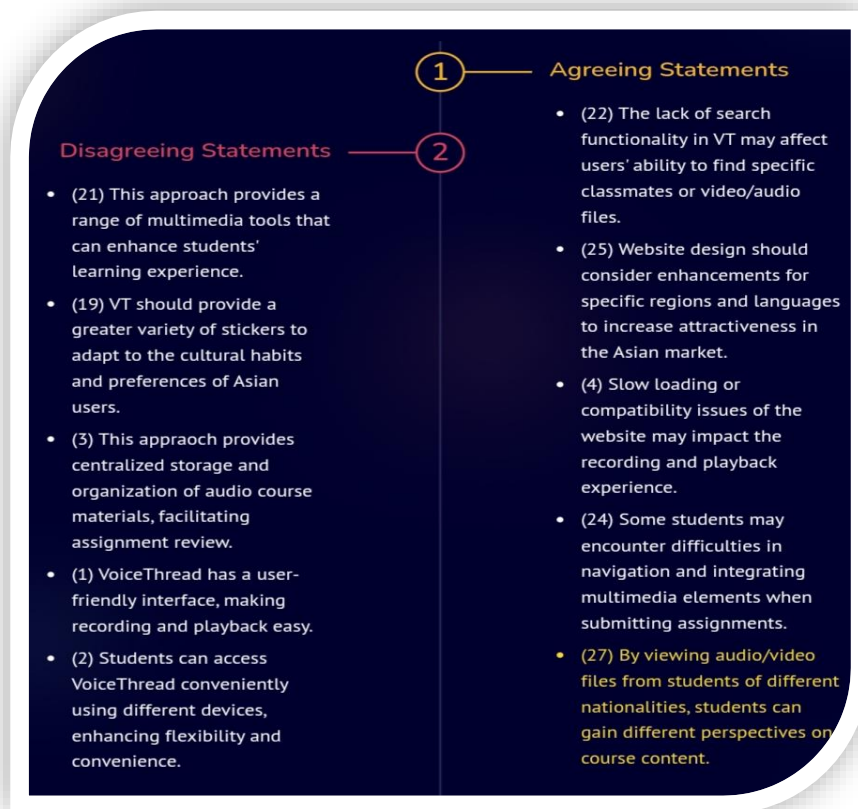 1
Agreeing Statements
• (22) The lack of search
functionality in VT may affect
users' ability to find specific
classmates or video/audio
files.
• (25) Website design should
consider enhancements for
specific regions and languages
to increase attractiveness in
the Asian market.
• (4) Slow loading or
compatibility issues of the
website may impact the
recording and playback
experience.
• (24) Some students may
encounter difficulties in
navigation and integrating
multimedia elements when
submitting assignments.
• (27) By viewing audio/video
files from students of different
nationalities, students can
gain different perspectives on
course content.
Disagreeing Statements
2
• (21) This approach provides a
range of multimedia tools that
can enhance students'
learning experience.
• (19) VT should provide a
greater variety of stickers to
adapt to the cultural habits
and preferences of Asian
users.
• (3) This appraoch provides
centralized storage and
organization of audio course
materials, facilitating
assignment review.
• (1) VoiceThread has a user-
friendly interface, making
recording and playback easy.
• (2) Students can access
VoiceThread conveniently
using different devices,
enhancing flexibility and
convenience.